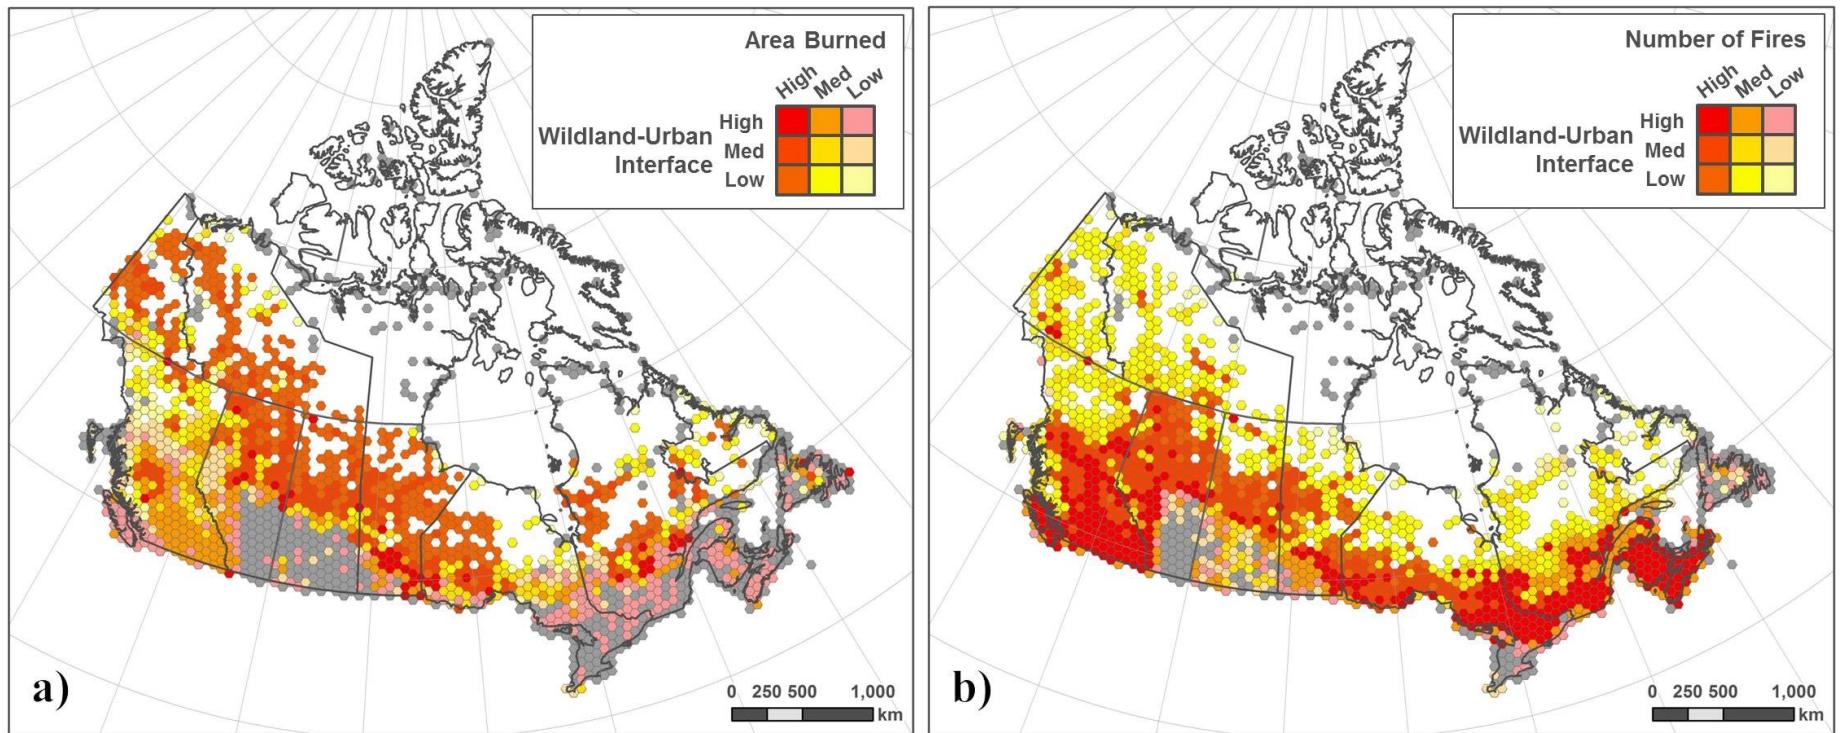 Area Burned
High Med Low
Wildland-Urban Interface
High
Med
Low
a)
0 250 500 1,000
km
Number of Fires
High Med Low
Wildland-Urban Interface
High
Med
Low
b)
0 250 500 1,000
km